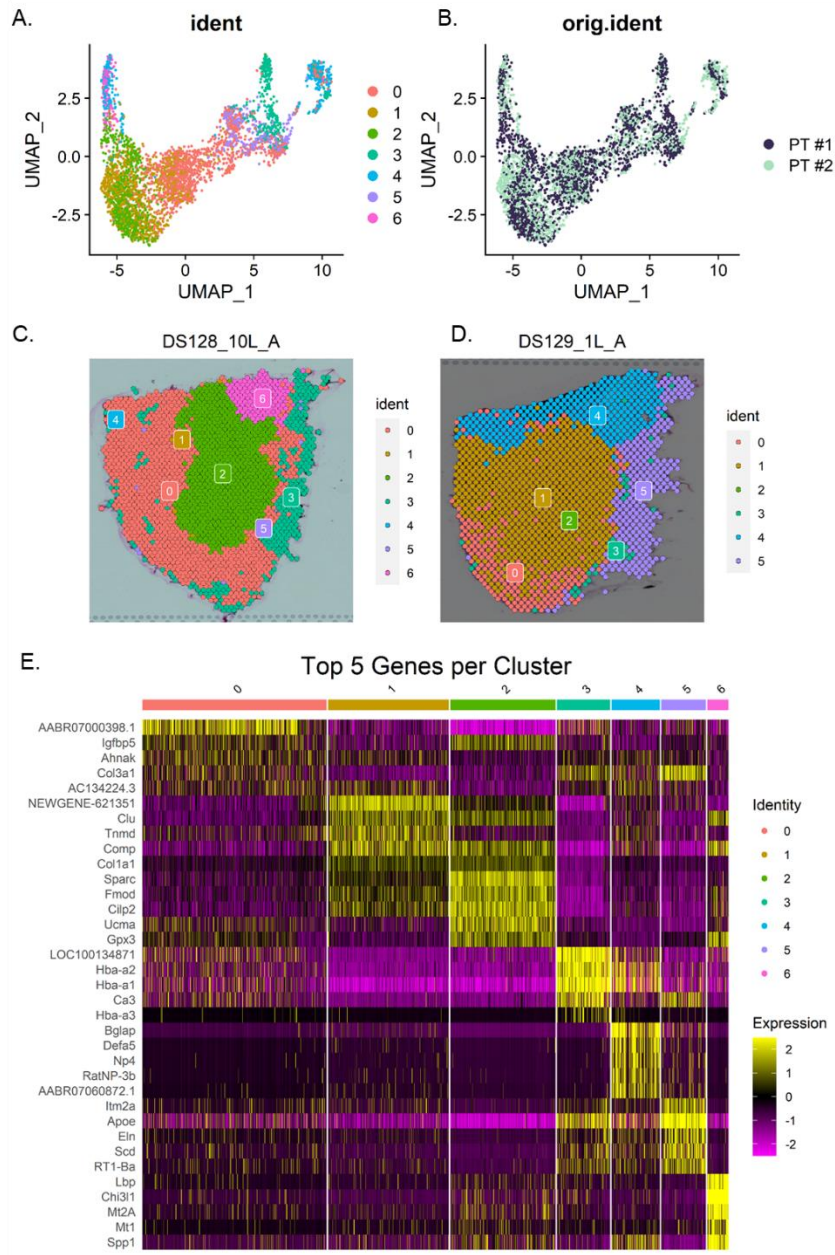 A.
ident
UMAP_2
2.5
0.0
-2.5
-5 0 5 10
UMAP_1
0
1
2
3
4
5
6
B.
orig.ident
UMAP_2
2.5
0.0
-2.5
-5 0 5 10
UMAP_1
PT #1
PT #2
C.
DS128_10L_A
4
1
6
2
0
3
5
ident
0
1
2
3
4
5
6
D.
DS129_1L_A
4
1
5
2
3
0
ident
0
1
2
3
4
5
E.
Top 5 Genes per Cluster
0 1 2 3 4 5 6
AABR07000398.1
Igfbp5
Ahnak
Col3a1
AC134224.3
NEWGENE-621351
Clu
Tnmd
Comp
Col1a1
Sparc
Fmod
Cilp2
Ucma
Gpx3
LOC100134871
Hba-a2
Hba-a1
Ca3
Hba-a3
Bglap
Defa5
Np4
RatNP-3b
AABR07060872.1
Itm2a
Apoe
Eln
Scd
RT1-Ba
Lbp
Chi3l1
Mt2A
Mt1
Spp1
Identity
0
1
2
3
4
5
6
Expression
2
1
0
-1
-2